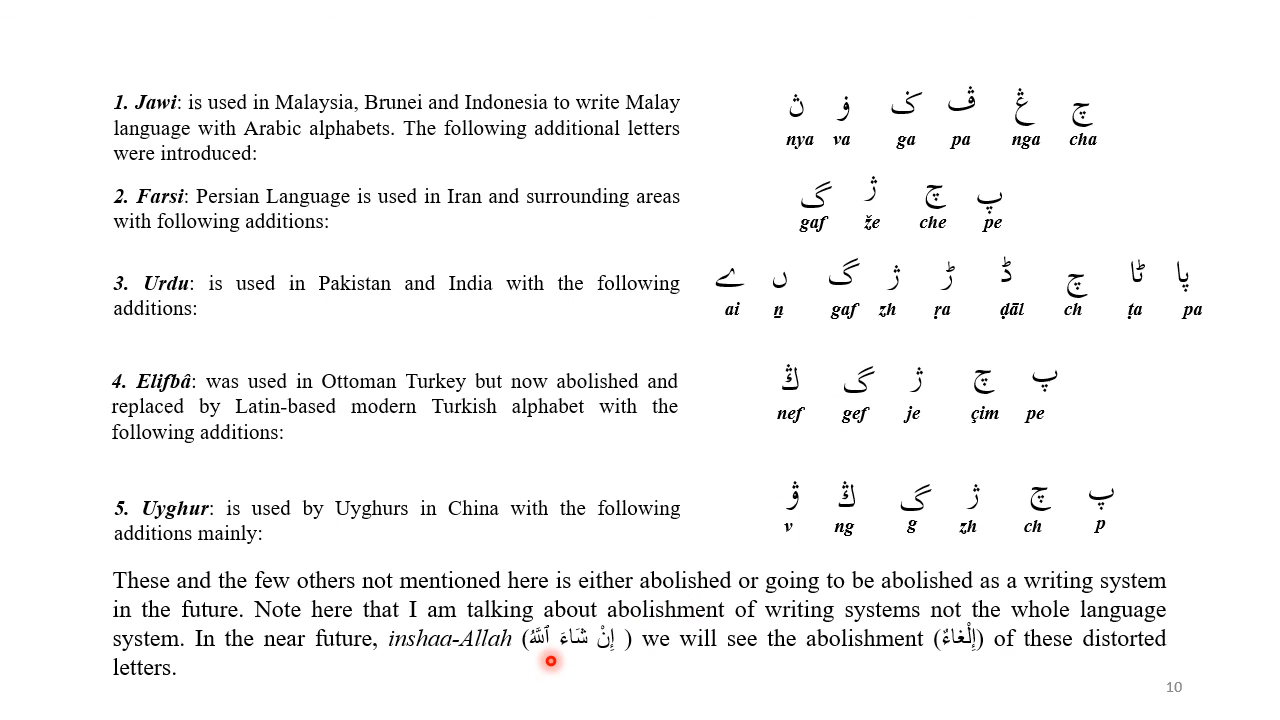 1. Jawi: is used in Malaysia, Brunei and Indonesia to write Malay
language with Arabic alphabets. The following additional letters
were introduced:
چ ڠ ڤ ݢ ۏ ڽ
nya va ga pa nga cha
2. Farsi: Persian Language is used in Iran and surrounding areas
with following additions:
پ چ ژ گ
gaf že che pe
3. Urdu: is used in Pakistan and India with the following
additions:
پا ٹا چ ڈ ڑ ژ گ ں ے
ai ṉ gaf zh ṛa ḍāl ch ṭa pa
4. Elifbâ: was used in Ottoman Turkey but now abolished and
replaced by Latin-based modern Turkish alphabet with the
following additions:
پ چ ژ گ ڭ
nef gef je çim pe
5. Uyghur: is used by Uyghurs in China with the following
additions mainly:
پ چ ژ گ ڭ ۋ
v ng g zh ch p
These and the few others not mentioned here is either abolished or going to be abolished as a writing system
in the future. Note here that I am talking about abolishment of writing systems not the whole language
system. In the near future, inshaa-Allah (إِنْ شَاءَ ٱللَّٰهُ ) we will see the abolishment (إِلْغاءٌ) of these distorted
letters.
10